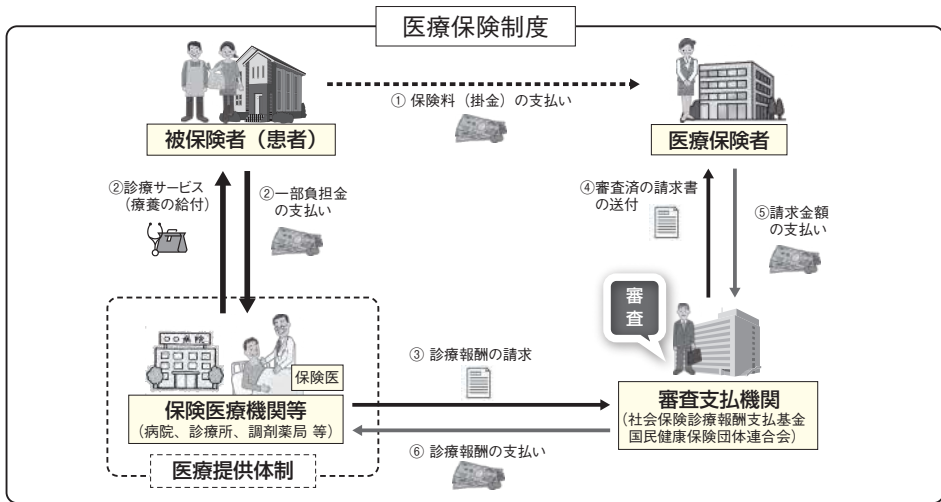 医療保険制度
① 保険料（掛金）の支払い
被保険者（患者）
医療保険者
②診療サービス
（療養の給付）
②一部負担金
の支払い
④審査済の請求書
の送付
⑤請求金額
の支払い
審
査
○○病院
保険医
③ 診療報酬の請求
保険医療機関等
（病院、診療所、調剤薬局 等）
審査支払機関
（社会保険診療報酬支払基金
国民健康保険団体連合会）
⑥ 診療報酬の支払い
医療提供体制